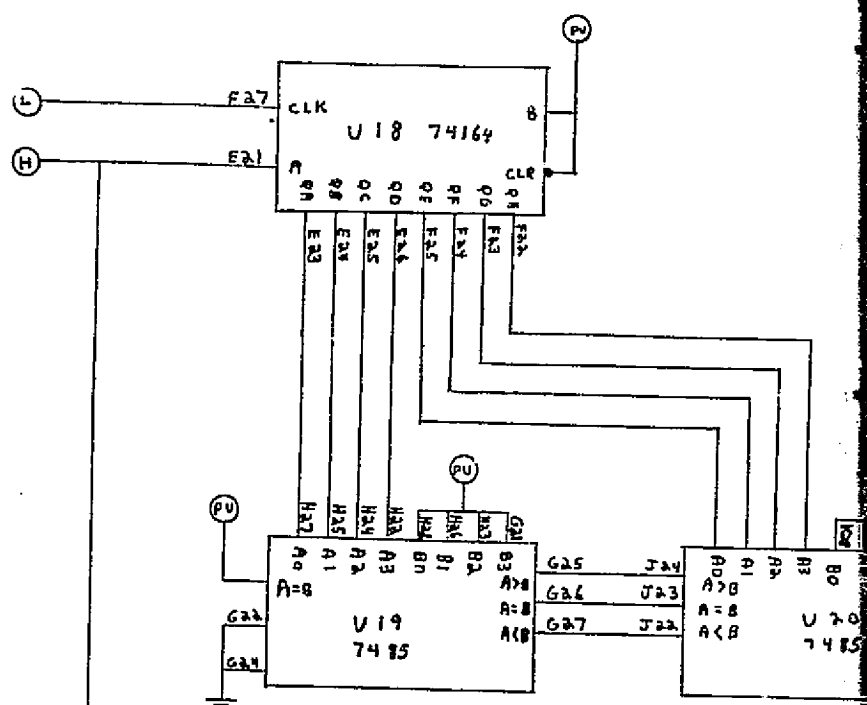 PU
F27
CLK
B
U18 74164
H
E21
A
CLR
QA QB QC QD QE QF QG QH
E23 E24 E25 E26 F25 F24 F23 F22
PU
PU
H27 H25 H24
A0 A1 A2 A3 B0 B1 B2 B3
A0 A1 A2 A3 B0
A=B
A>B
G25
J24
A>B
G22
U19
A=B
G26
J23
A=B
U20
7485
A<B
G27
J22
A<B
7485
G24